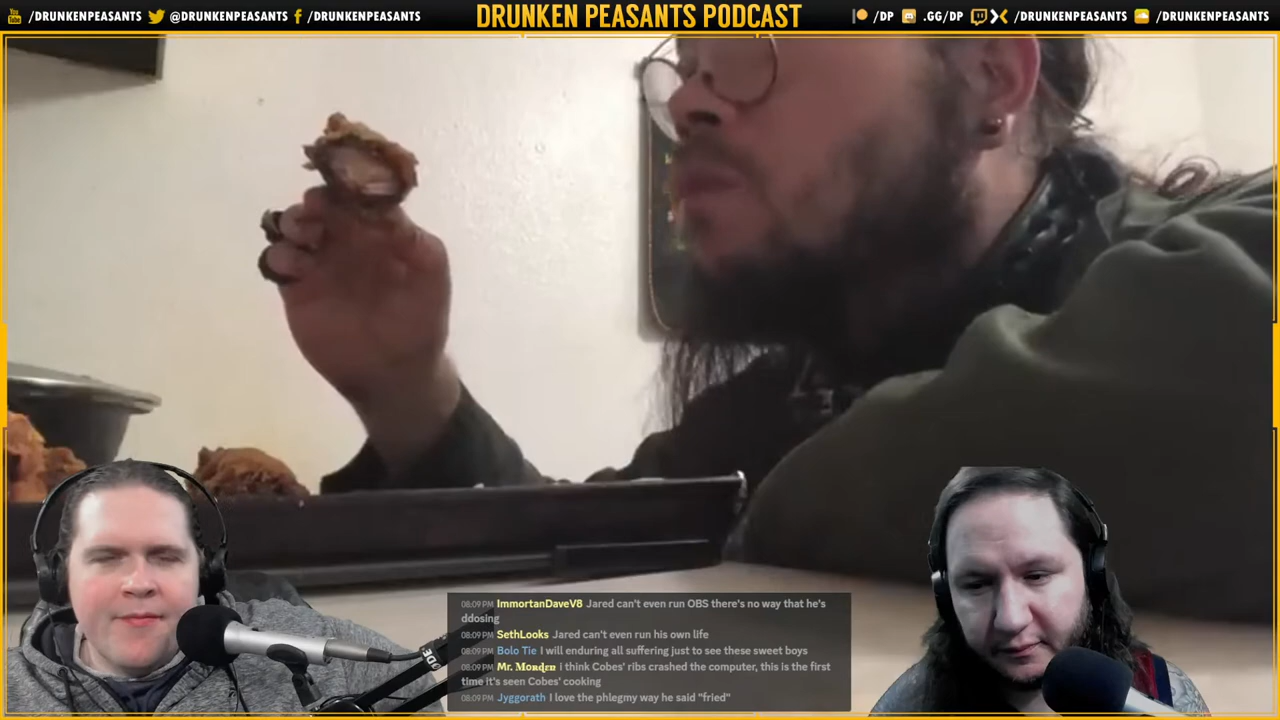 You Tube /DRUNKENPEASANTS @DRUNKENPEASANTS f /DRUNKENPEASANTS DRUNKEN PEASANTS PODCAST /DP .GG/DP /DRUNKENPEASANTS /DRUNKENPEASANTS
08:09 PM ImmortanDaveV8 Jared can't even run OBS there's no way that he's
ddosing
08:09 PM SethLooks Jared can't even run his own life
08:09 PM Bolo Tie I will enduring all suffering just to see these sweet boys
08:09 PM Mr. Monden i think Cobes' ribs crashed the computer, this is the first
time it's seen Cobes' cooking
08:09 PM Jyggorath I love the phlegmy way he said "fried"